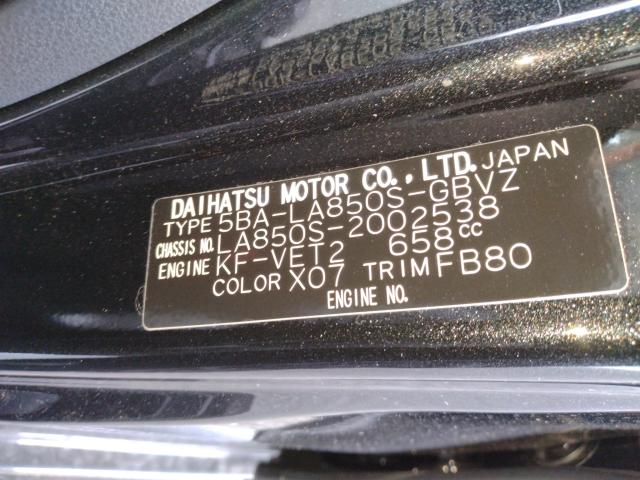 DAIHATSU MOTOR CO., LTD. JAPAN
TYPE 5BA-LA850S-GBVZ
CHASSIS NO. LA850S-2002538
ENGINE KF-VET2 658cc
COLOR X07 TRIM FB80
ENGINE NO.